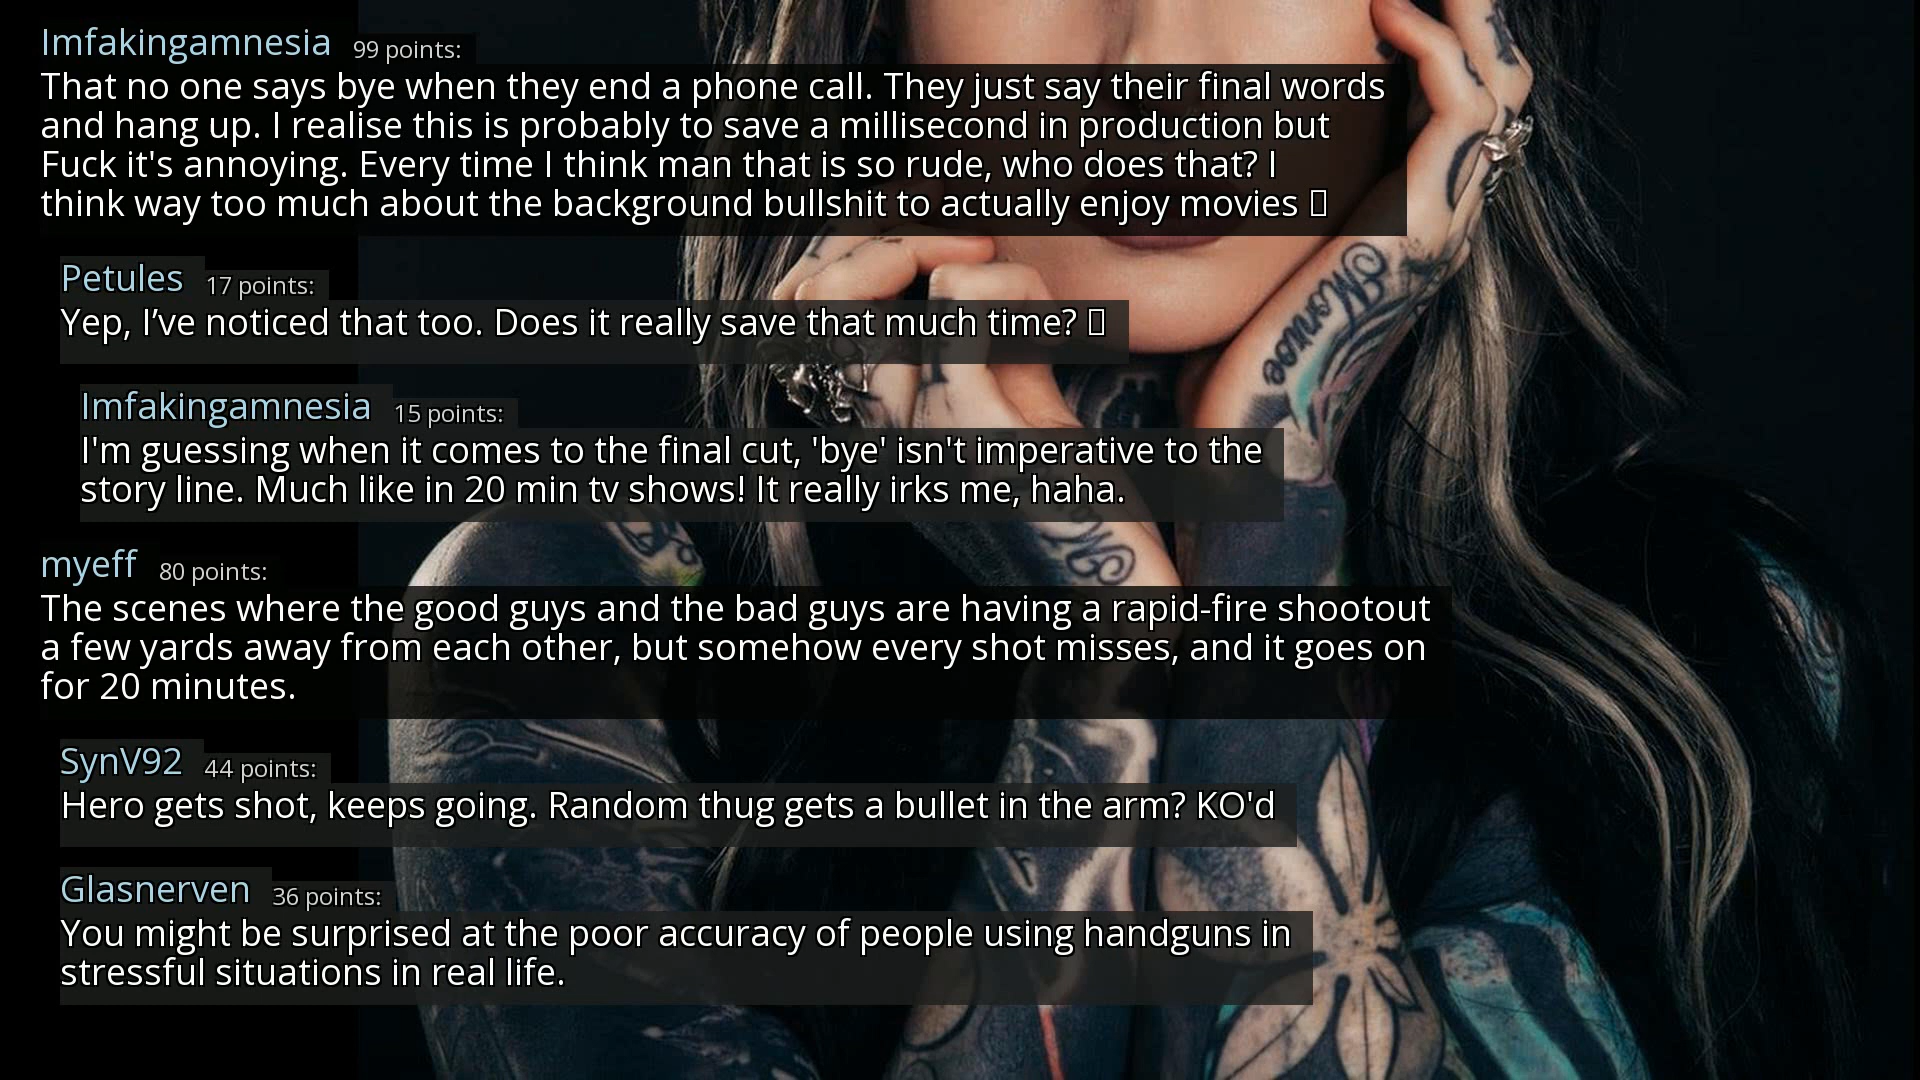 Imfakingamnesia 99 points:
That no one says bye when they end a phone call. They just say their final words
and hang up. I realise this is probably to save a millisecond in production but
Fuck it's annoying. Every time I think man that is so rude, who does that? I
think way too much about the background bullshit to actually enjoy movies
Petules 17 points:
Yep, I’ve noticed that too. Does it really save that much time?
Imfakingamnesia 15 points:
I'm guessing when it comes to the final cut, 'bye' isn't imperative to the
story line. Much like in 20 min tv shows! It really irks me, haha.
myeff 80 points:
The scenes where the good guys and the bad guys are having a rapid-fire shootout
a few yards away from each other, but somehow every shot misses, and it goes on
for 20 minutes.
SynV92 44 points:
Hero gets shot, keeps going. Random thug gets a bullet in the arm? KO'd
Glasnerven 36 points:
You might be surprised at the poor accuracy of people using handguns in
stressful situations in real life.
Monroe